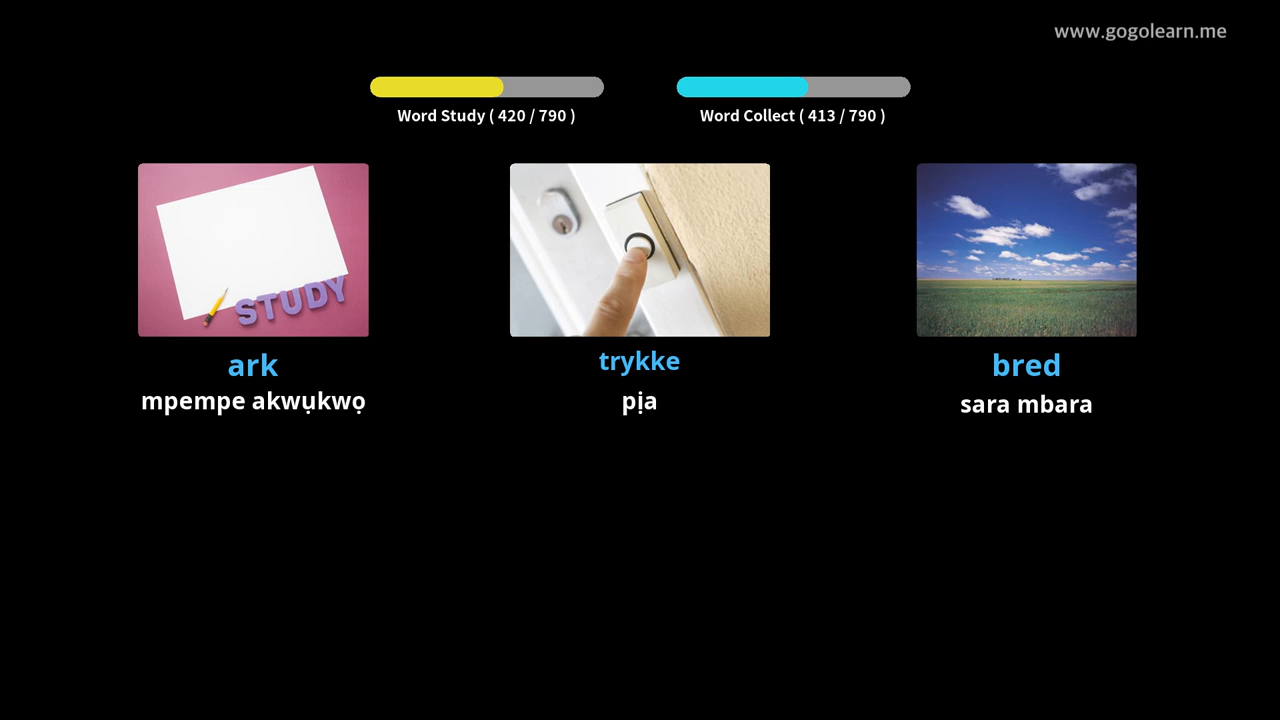 www.gogolearn.me
Word Study ( 420 / 790 )
Word Collect ( 413 / 790 )
STUDY
ark
trykke
bred
mpempe akwụkwọ
pịa
sara mbara